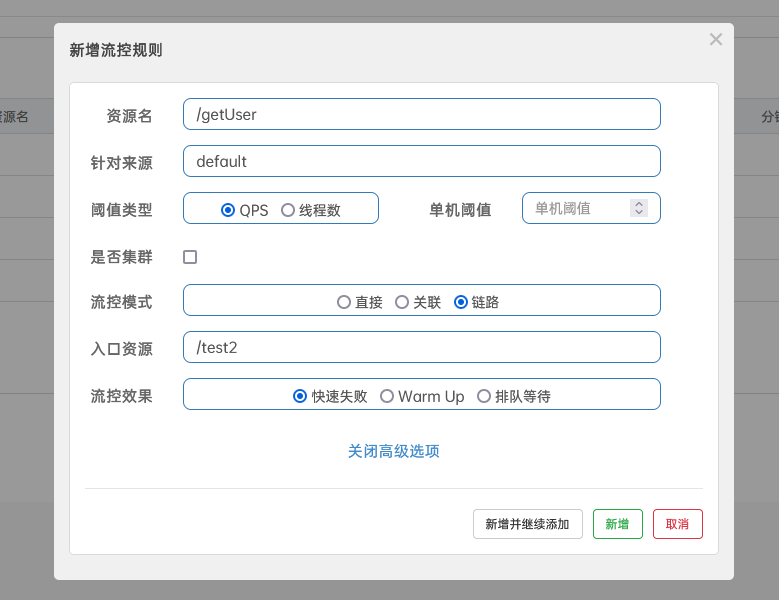 新增流控规则
×
资源名 /getUser
针对来源 default
阈值类型 QPS 线程数 单机阈值 单机阈值
是否集群
流控模式 直接 关联 链路
入口资源 /test2
流控效果 快速失败 Warm Up 排队等待
关闭高级选项
新增并继续添加 新增 取消
源名